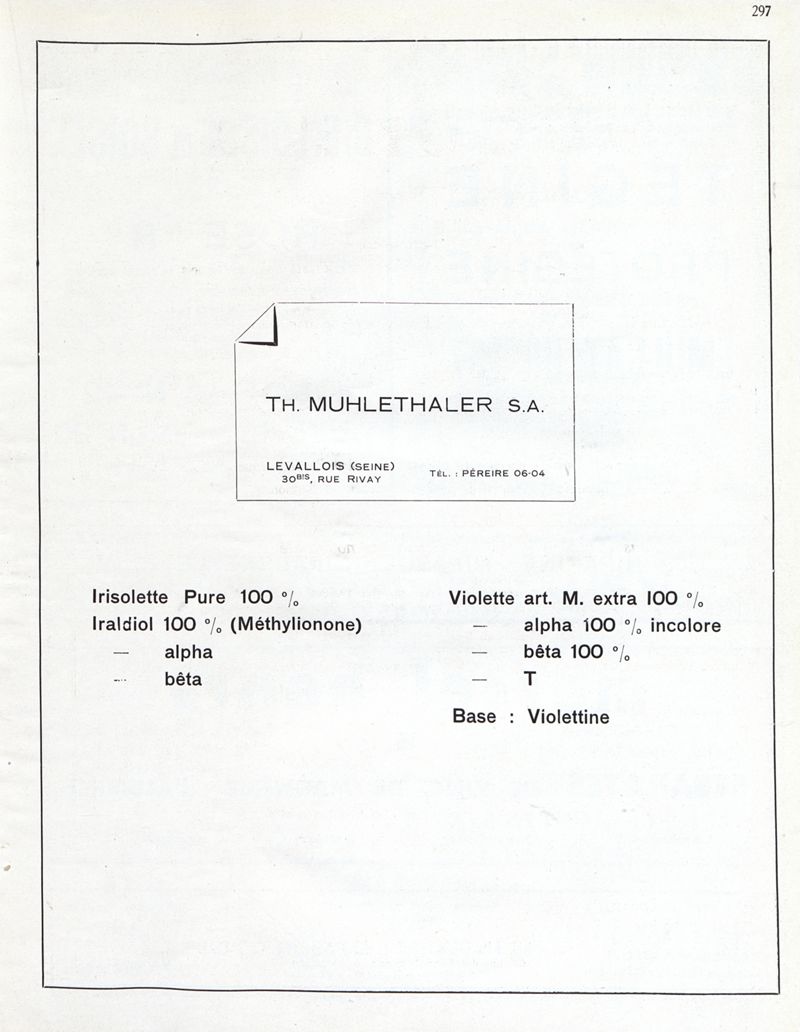 297
TH. MUHLETHALER S.A.
LEVALLOIS (SEINE)
30BIS, RUE RIVAY
TÉL. : PÉREIRE 06-04
Irisolette Pure 100 %
Iraldiol 100 % (Méthylionone)
— alpha
— bêta
Violette art. M. extra 100 %
— alpha 100 % incolore
— bêta 100 %
— T
Base : Violettine